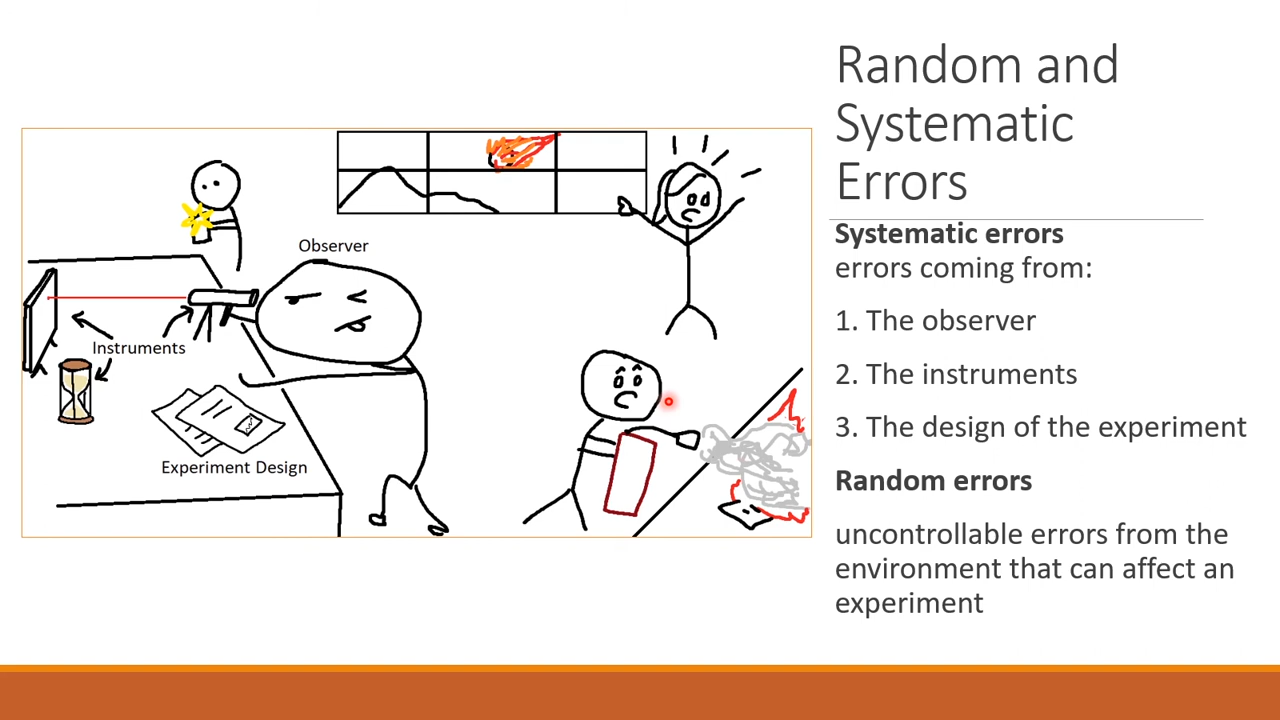 Random and
Systematic
Errors
Systematic errors
errors coming from:
1. The observer
2. The instruments
3. The design of the experiment
Random errors
uncontrollable errors from the
environment that can affect an
experiment
Observer
Instruments
Experiment Design